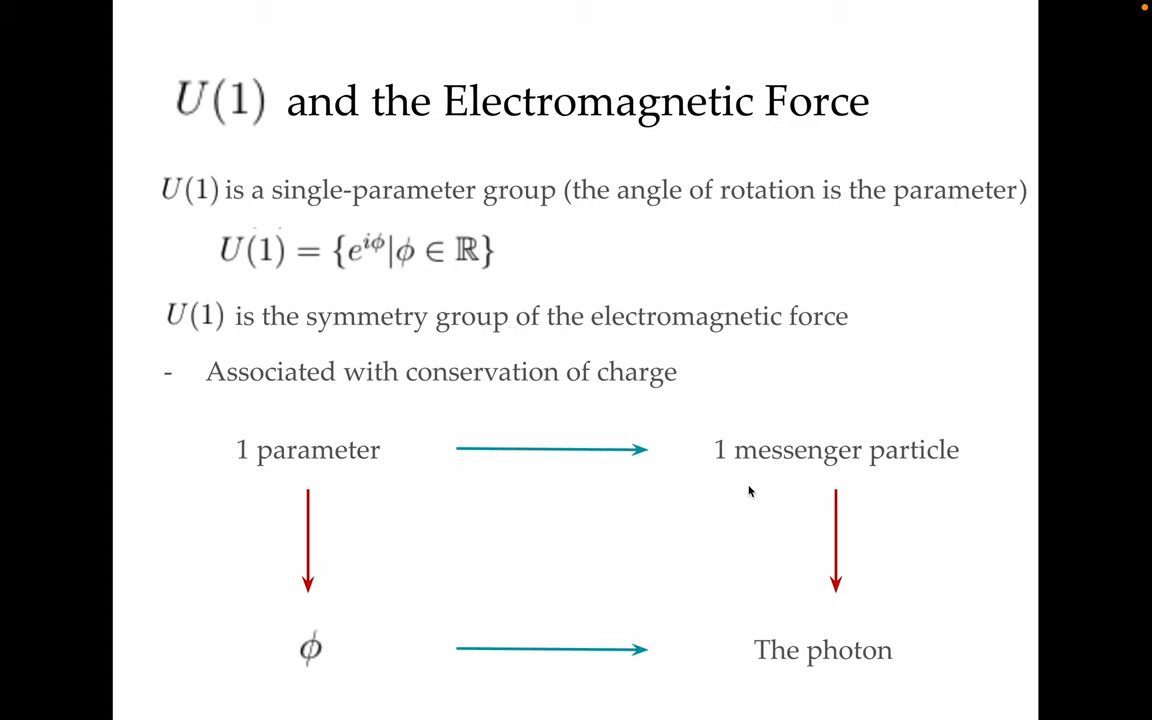 U(1) and the Electromagnetic Force
U(1) is a single-parameter group (the angle of rotation is the parameter)
U(1) = {e^{iϕ}|ϕ ∈ ℝ}
U(1) is the symmetry group of the electromagnetic force
- Associated with conservation of charge
1 parameter
1 messenger particle
ϕ
The photon